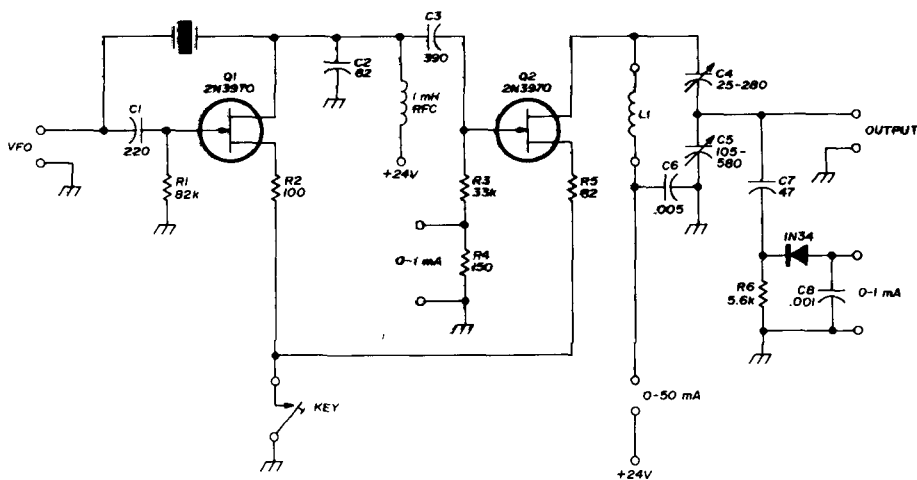 Q1
2N3970
C1
220
VFO
R1
82k
R2
100
C2
82
1 mH
RFC
+24V
C3
390
Q2
2N3970
R3
33k
R4
150
0-1 mA
R5
82
L1
C4
25-280
C5
105-
580
OUTPUT
C6
.005
C7
47
1N34
R6
5.6k
C8
.001
0-1 mA
KEY
0-50 mA
+24V